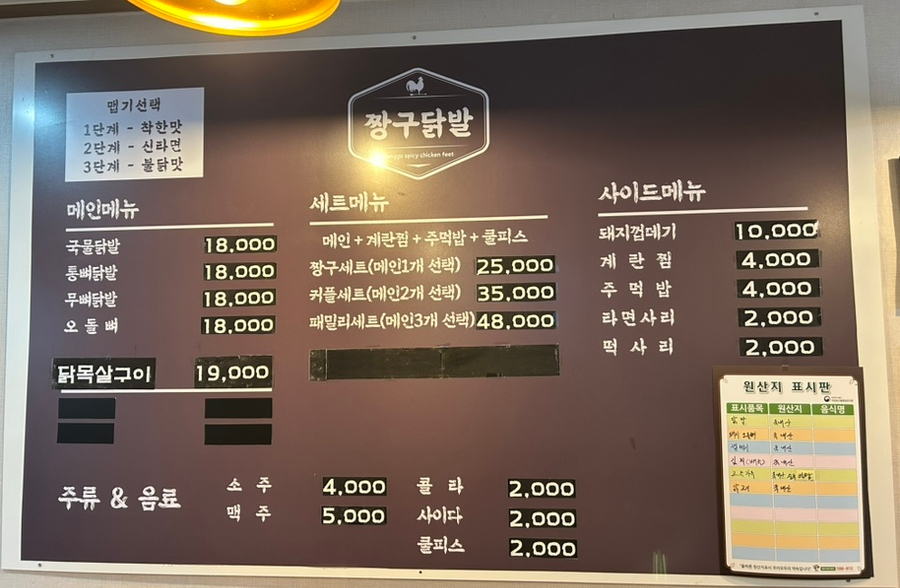 맵기선택
1단계 - 착한맛
2단계 - 신라면
3단계 - 불닭맛
짱구닭발
spicy chicken feet
메인메뉴
국물닭발 18,000
통뼈닭발 18,000
무뼈닭발 18,000
오돌뼈 18,000
닭목살구이 19,000
세트메뉴
메인 + 계란찜 + 주먹밥 + 쿨피스
짱구세트(메인1개 선택) 25,000
커플세트(메인2개 선택) 35,000
패밀리세트(메인3개 선택) 48,000
사이드메뉴
돼지껍데기 10,000
계란찜 4,000
주먹밥 4,000
라면사리 2,000
떡사리 2,000
주류 & 음료
소주 4,000
맥주 5,000
콜라 2,000
사이다 2,000
쿨피스 2,000
원산지 표시판
표시품목 원산지 음식명